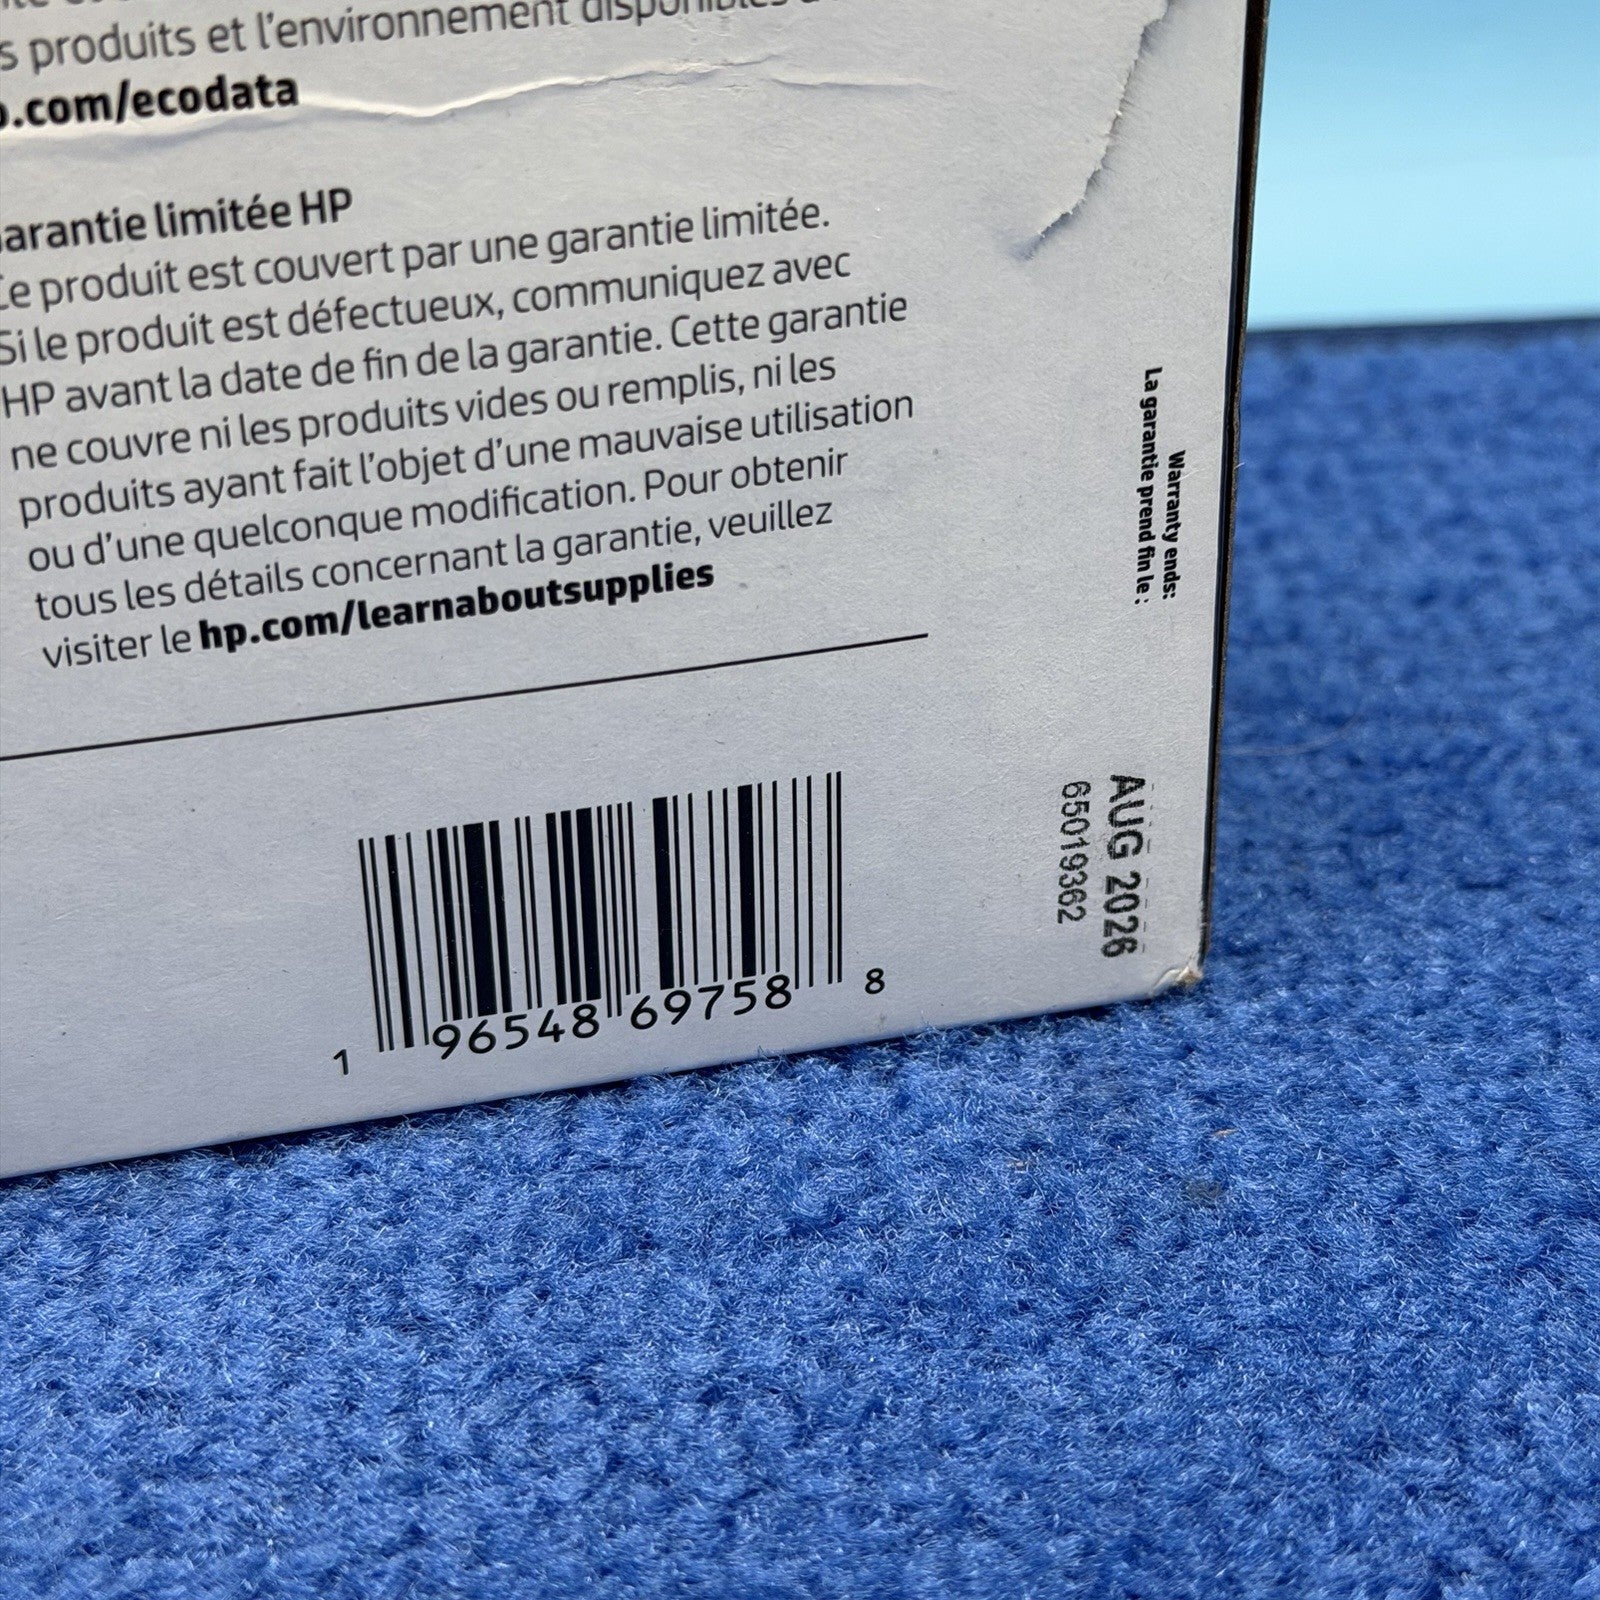 produits et l'environnement disponibles
.com/ecodata
arantie limitée HP
Ce produit est couvert par une garantie limitée.
Si le produit est défectueux, communiquez avec
HP avant la date de fin de la garantie. Cette garantie
ne couvre ni les produits vides ou remplis, ni les
produits ayant fait l'objet d'une mauvaise utilisation
ou d'une quelconque modification. Pour obtenir
tous les détails concernant la garantie, veuillez
visiter le hp.com/learnaboutsupplies
Warranty ends:
La garantie prend fin le :
AUG 2026
65019362
1 96548 69758 8